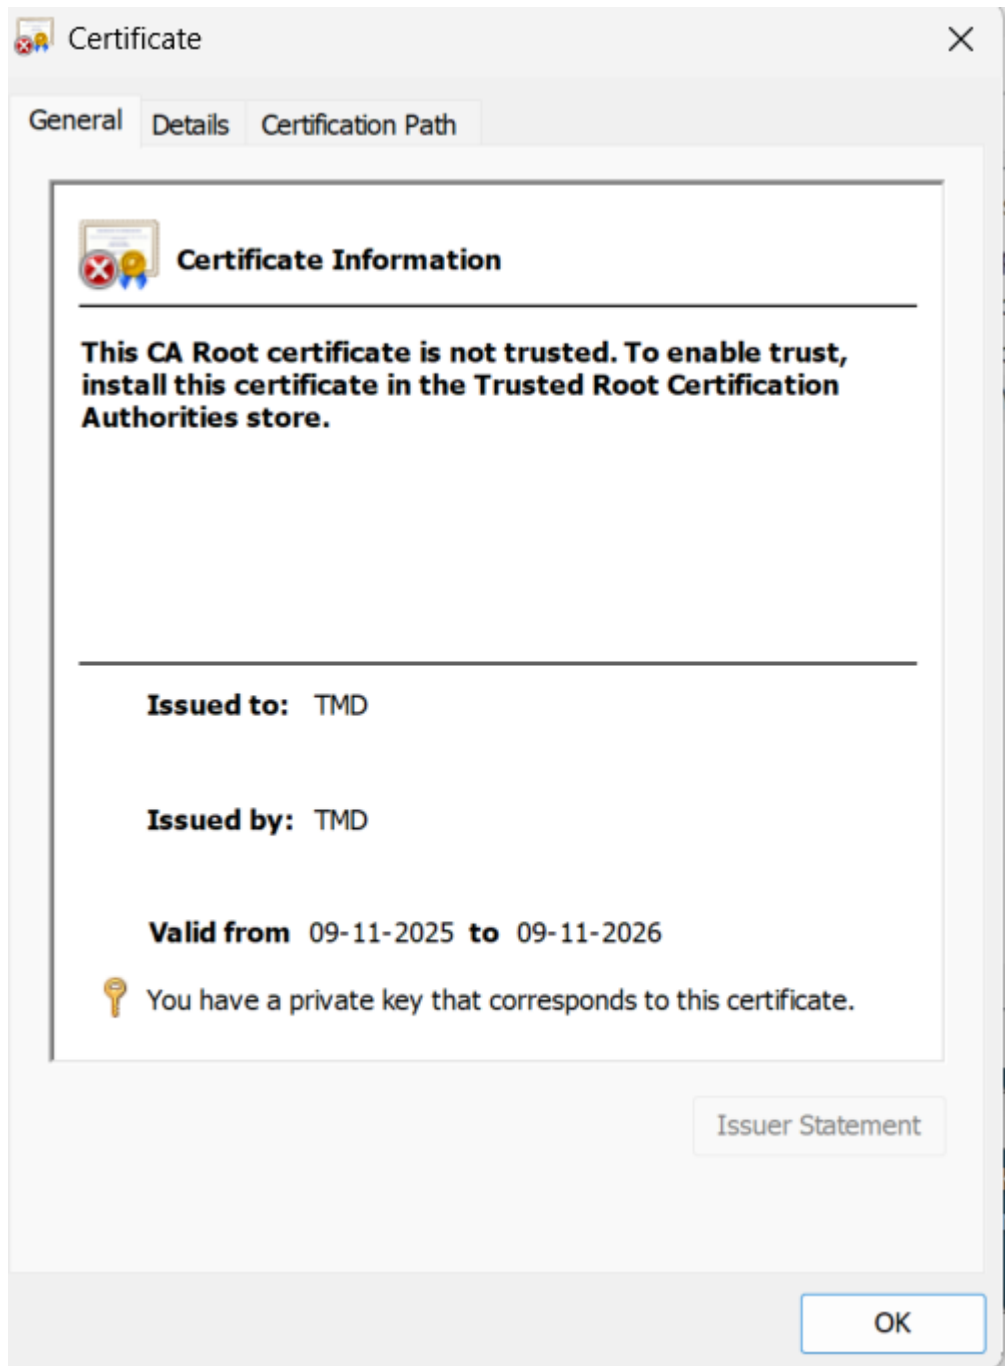 Certificate
General Details Certification Path
Certificate Information
This CA Root certificate is not trusted. To enable trust,
install this certificate in the Trusted Root Certification
Authorities store.
Issued to: TMD
Issued by: TMD
Valid from 09-11-2025 to 09-11-2026
You have a private key that corresponds to this certificate.
Issuer Statement
OK